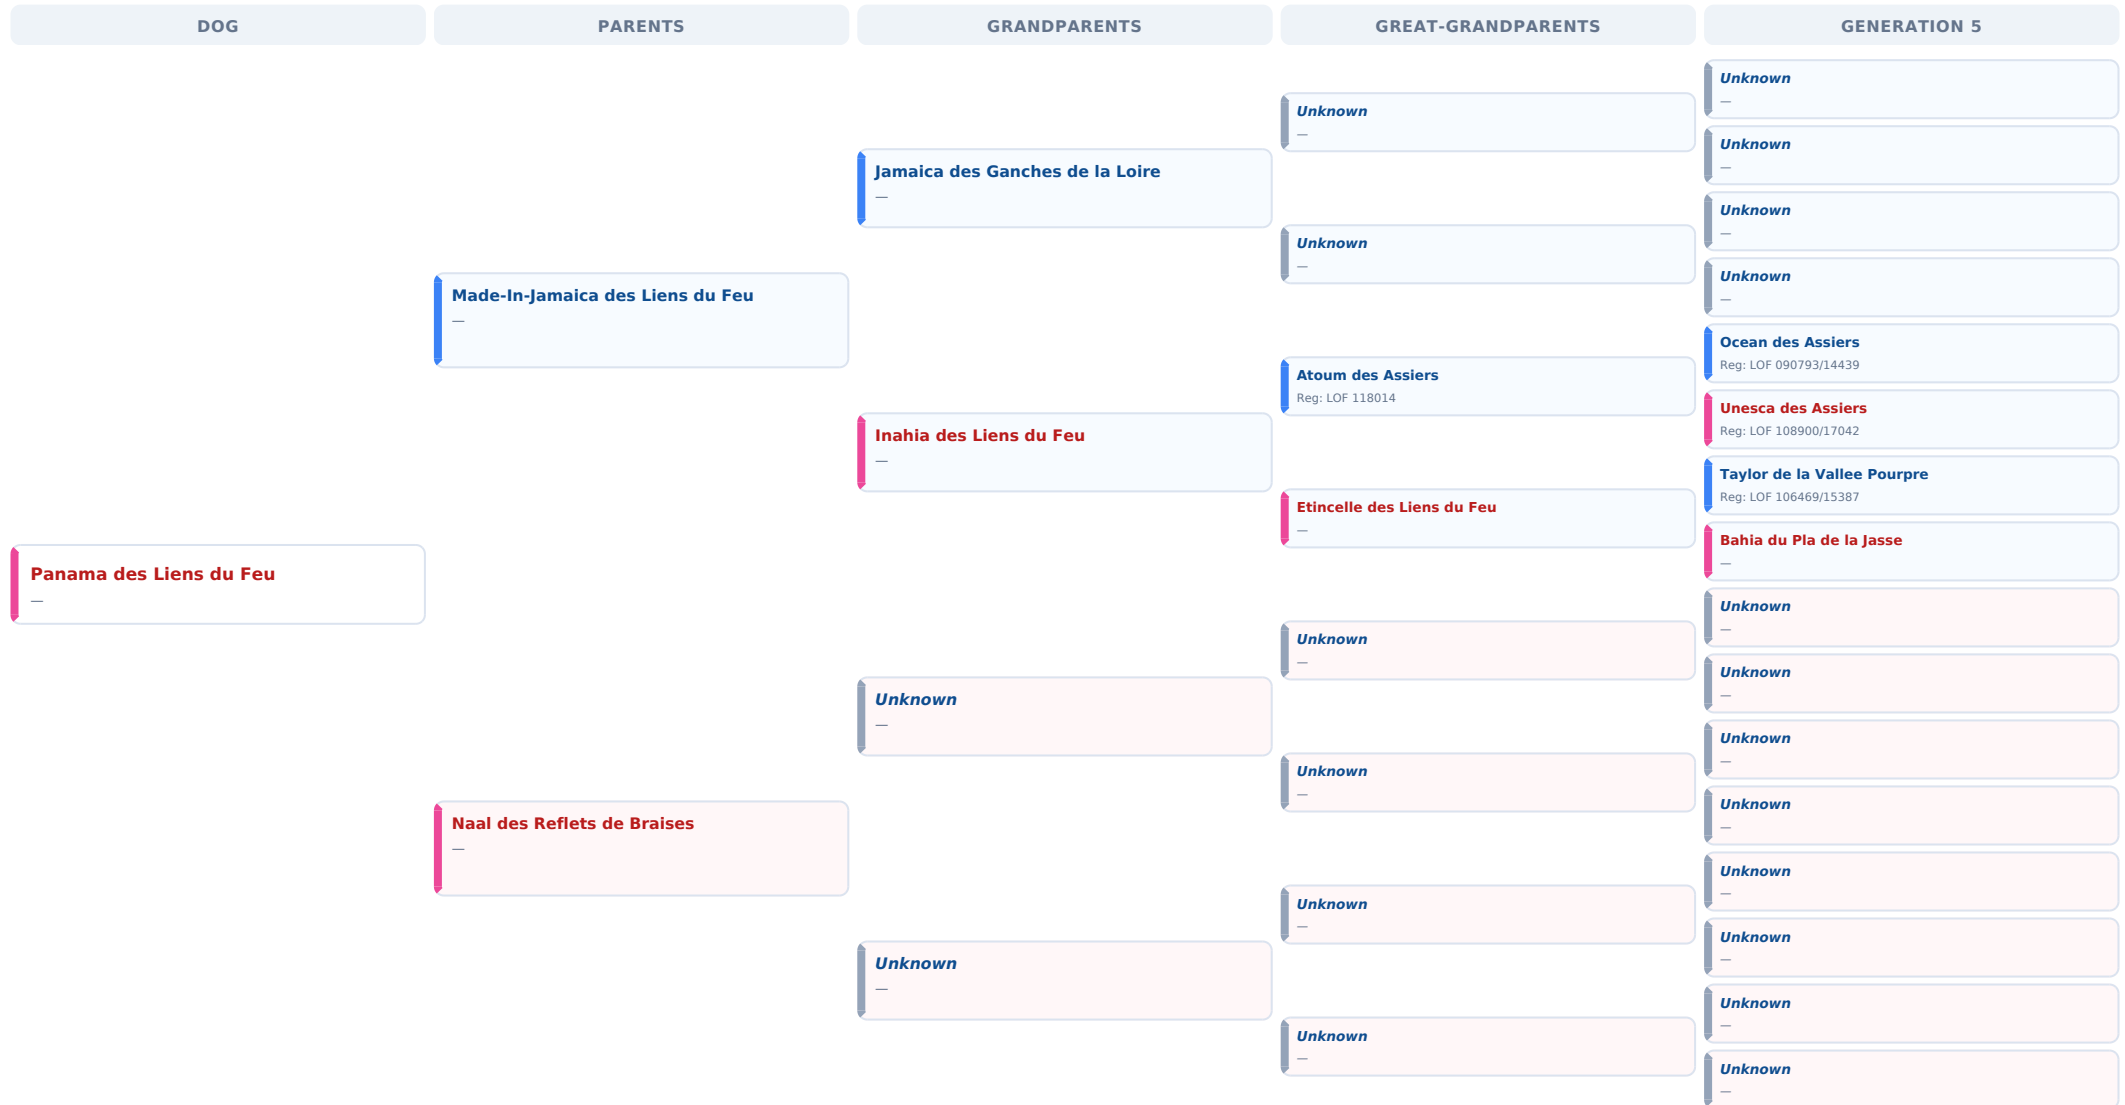 DOG
PARENTS
GRANDPARENTS
GREAT-GRANDPARENTS
GENERATION 5
Panama des Liens du Feu
—
Made-In-Jamaica des Liens du Feu
—
Naal des Reflets de Braises
—
Jamaica des Ganches de la Loire
—
Inahia des Liens du Feu
—
Unknown
—
Unknown
—
Unknown
—
Unknown
—
Atoum des Assiers
Reg: LOF 118014
Etincelle des Liens du Feu
—
Unknown
—
Unknown
—
Unknown
—
Unknown
—
Unknown
—
Unknown
—
Unknown
—
Unknown
—
Ocean des Assiers
Reg: LOF 090793/14439
Unesca des Assiers
Reg: LOF 108900/17042
Taylor de la Vallee Pourpre
Reg: LOF 106469/15387
Bahia du Pla de la Jasse
—
Unknown
—
Unknown
—
Unknown
—
Unknown
—
Unknown
—
Unknown
—
Unknown
—
Unknown
—